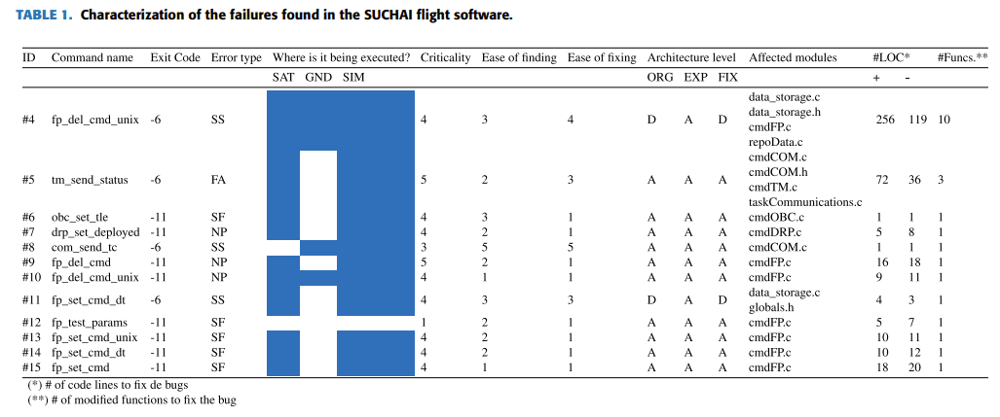 TABLE 1. Characterization of the failures found in the SUCHAI flight software.
ID Command name Exit Code Error type Where is it being executed? Criticality Ease of finding Ease of fixing Architecture level Affected modules #LOC* #Funcs.**
SAT GND SIM ORG EXP FIX + -
#4 fp_del_cmd_unix -6 SS 4 3 4 D A D data_storage.c data_storage.h cmdFP.c repoData.c 256 119 10
#5 tm_send_status -6 FA 5 2 3 A A A cmdCOM.c cmdCOM.h cmdTM.c taskCommunications.c 72 36 3
#6 obc_set_tle -11 SF 4 3 1 A A A cmdOBC.c 1 1 1
#7 drp_set_deployed -11 NP 4 2 1 A A A cmdDRP.c 5 8 1
#8 com_send_tc -6 SS 3 5 5 A A A cmdCOM.c 1 1 1
#9 fp_del_cmd -11 NP 5 2 1 A A A cmdFP.c 16 18 1
#10 fp_del_cmd_unix -11 NP 4 1 1 A A A cmdFP.c 9 11 1
#11 fp_set_cmd_dt -6 SS 4 3 3 D A D data_storage.c globals.h 4 3 1
#12 fp_test_params -11 SF 1 2 1 A A A cmdFP.c 5 7 1
#13 fp_set_cmd_unix -11 SF 4 2 1 A A A cmdFP.c 10 11 1
#14 fp_set_cmd_dt -11 SF 4 2 1 A A A cmdFP.c 10 12 1
#15 fp_set_cmd -11 SF 4 1 1 A A A cmdFP.c 18 20 1
(*) # of code lines to fix de bugs
(**) # of modified functions to fix the bug